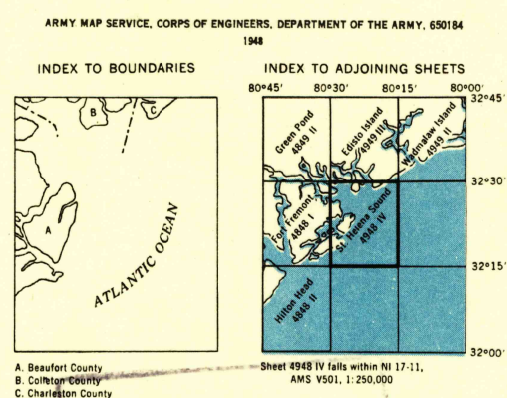 ARMY MAP SERVICE, CORPS OF ENGINEERS, DEPARTMENT OF THE ARMY, 650184
1948
INDEX TO BOUNDARIES
B
C
A
ATLANTIC OCEAN
A. Beaufort County
B. Colleton County
C. Charleston County
INDEX TO ADJOINING SHEETS
80°45' 80°30' 80°15' 80°00'
32°45'
32°30'
32°15'
32°00'
Green Pond
4849 II
Edisto Island
4949 III
Wadmalaw Island
4949 II
Fort Fremont
4848 I
St. Helena Sound
4948 IV
Hilton Head
4848 II
Sheet 4948 IV falls within NI 17-11,
AMS V501, 1:250,000